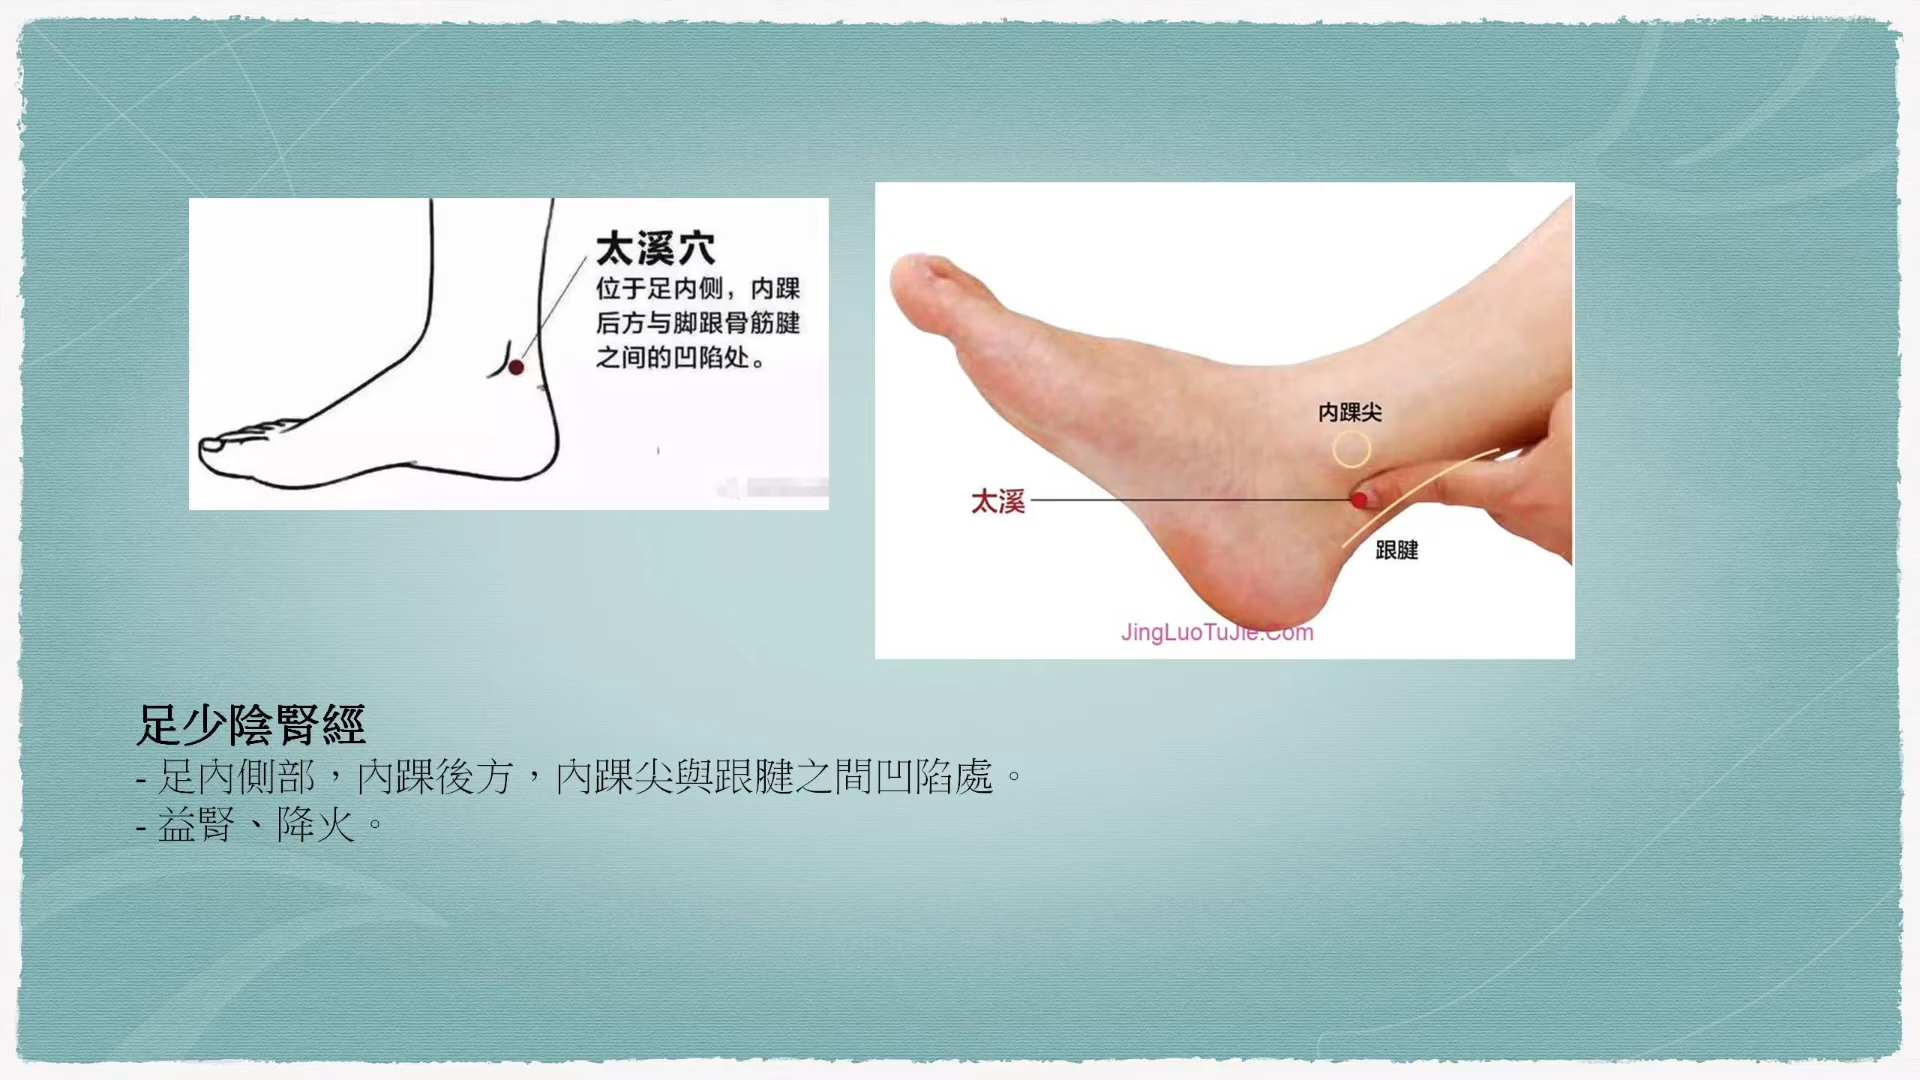 太溪穴
位于足内侧，内踝
后方与脚跟骨筋腱
之间的凹陷处。
内踝尖
太溪
跟腱
JingLuoTuJie.Com
足少陰腎經
- 足內側部，內踝後方，內踝尖與跟腱之間凹陷處。
- 益腎、降火。